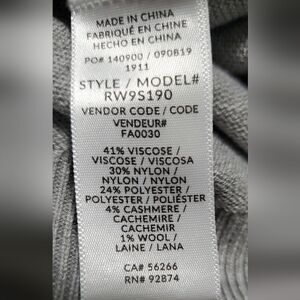 MADE IN CHINA
FABRIQUÉ EN CHINE
HECHO EN CHINA
PO# 140900 / 090819
1911
STYLE / MODEL#
RW9S190
VENDOR CODE / CODE
VENDEUR#
FA0030
41% VISCOSE /
VISCOSE / VISCOSA
30% NYLON /
NYLON / NYLON
24% POLYESTER /
POLYESTER / POLIÉSTER
4% CASHMERE /
CACHEMIRE /
CACHEMIR
1% WOOL /
LAINE / LANA
CA# 56266
RN# 92874